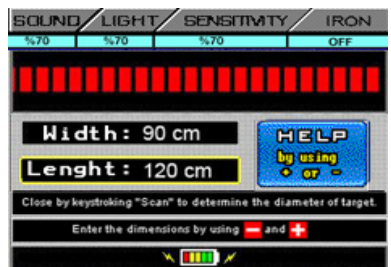 SOUND LIGHT SENSITIVITY IRON
%70 %70 %70 OFF
Width: 90 cm
Lenght: 120 cm
HELP
by using
+ or -
Close by keystroking "Scan" to determine the diameter of target.
Enter the dimensions by using - and +